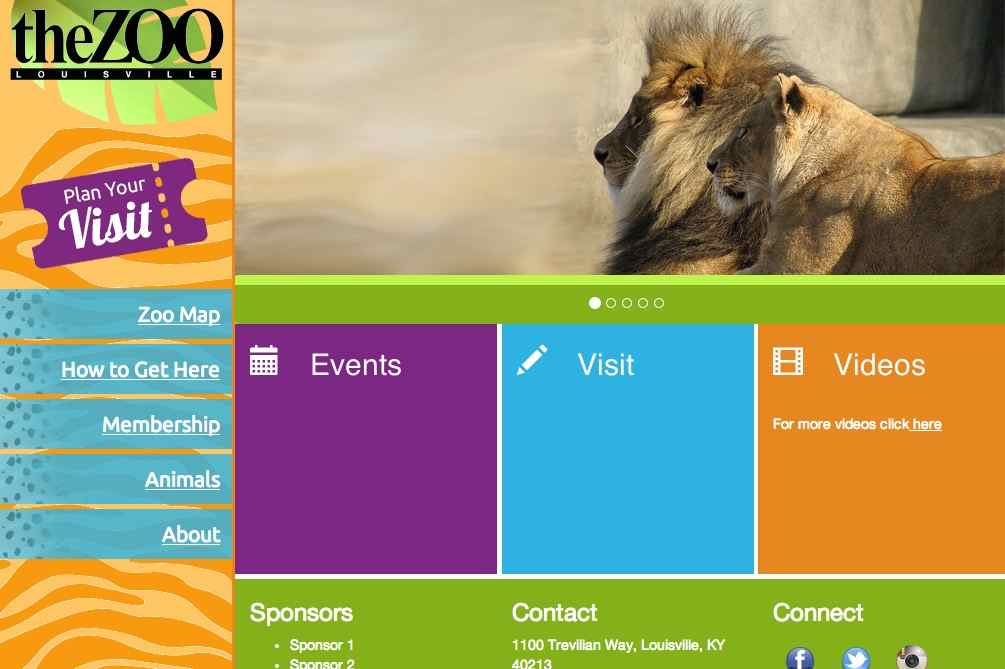 theZOO
LOUISVILLE
Plan Your
Visit
Zoo Map
How to Get Here
Membership
Animals
About
Events
Visit
Videos
For more videos click here
Sponsors
Sponsor 1
Sponsor 2
Contact
1100 Trevilian Way, Louisville, KY
40213
Connect